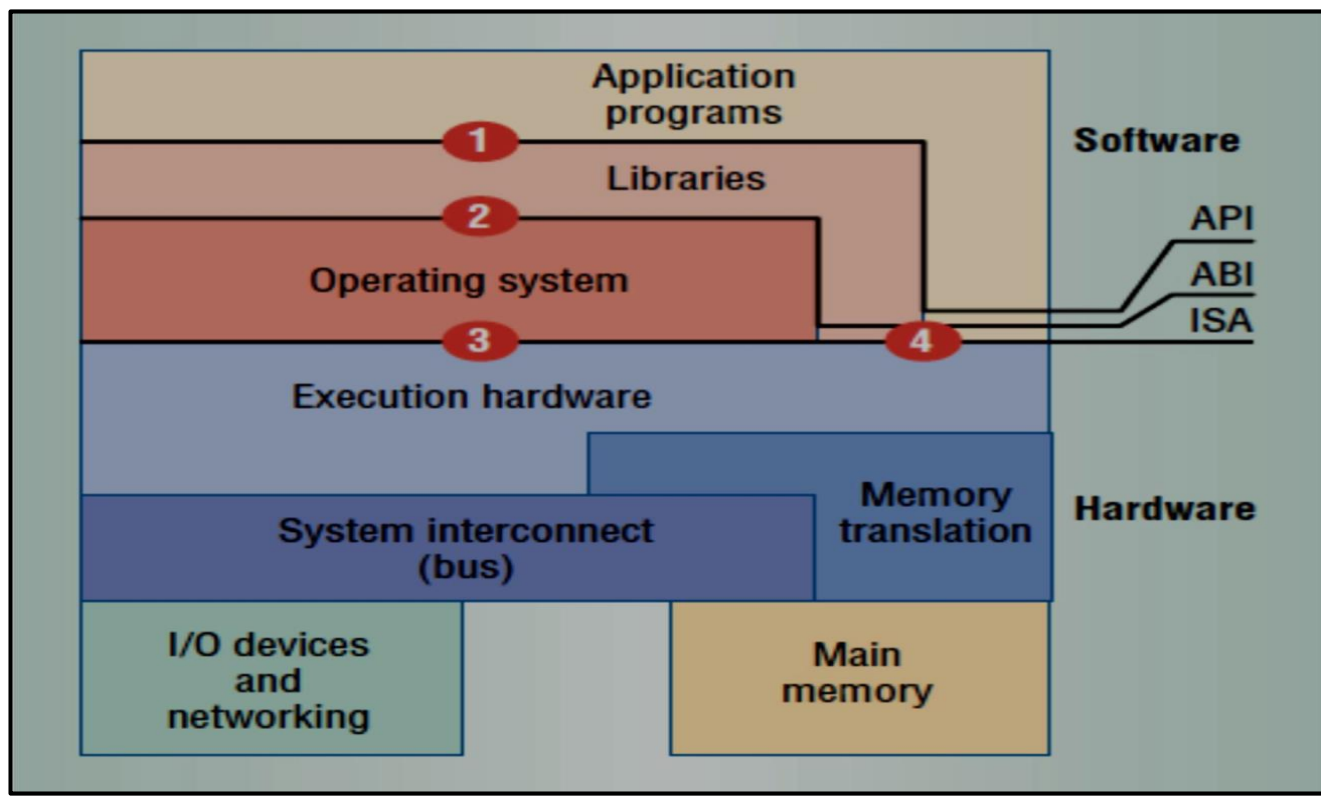 Application
programs
1
Software
Libraries
2
API
Operating system
ABI
ISA
3
4
Execution hardware
Memory
translation
Hardware
System interconnect
(bus)
I/O devices
and
networking
Main
memory